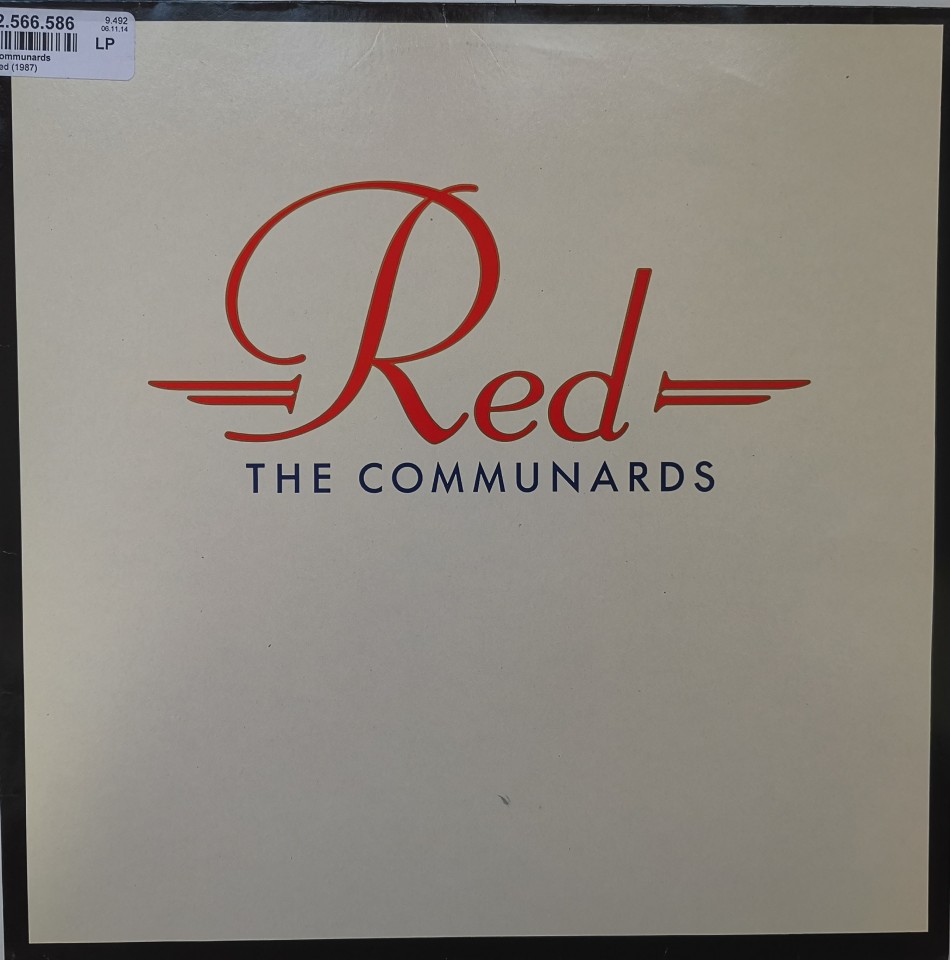 2.566.586
9.492
06.11.14
LP
ommunards
ed (1987)
Red
THE COMMUNARDS